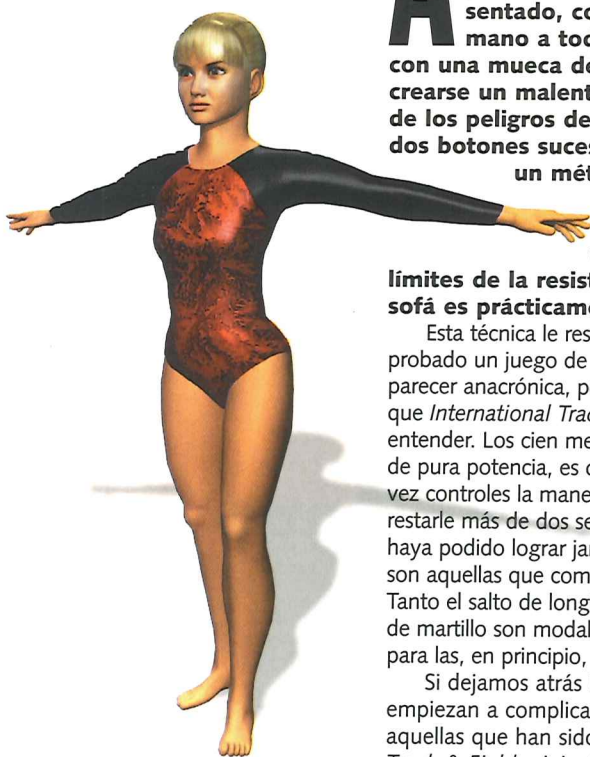 A sentado, co
mano a toc
con una mueca de
crearse un malent
de los peligros de
dos botones suces
un mét
límites de la resist
sofá es prácticame
Esta técnica le res
probado un juego de
parecer anacrónica, p
que International Trac
entender. Los cien me
de pura potencia, es c
vez controles la mane
restarle más de dos se
haya podido lograr jar
son aquellas que com
Tanto el salto de long
de martillo son modal
para las, en principio,
Si dejamos atrás
empiezan a complica
aquellas que han sido